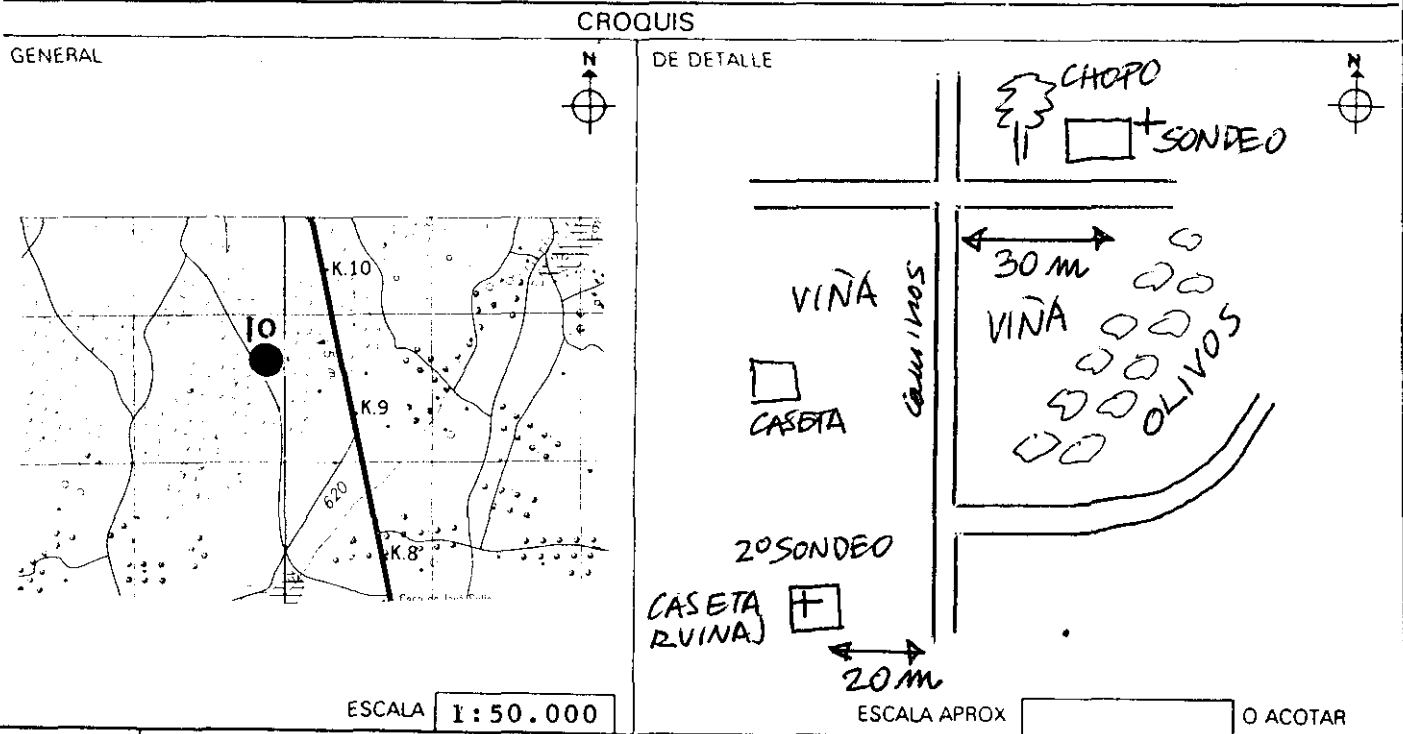 CROQUIS
GENERAL
N
K.10
10
K.9
620
K.8
ESCALA 1:50.000
DE DETALLE
N
CHOPO
SONDEO
30 m
VIÑA
VIÑA
Caminos
OLIVOS
CASETA
2º SONDEO
CASETA
RUINAS
20 m
ESCALA APROX O ACOTAR